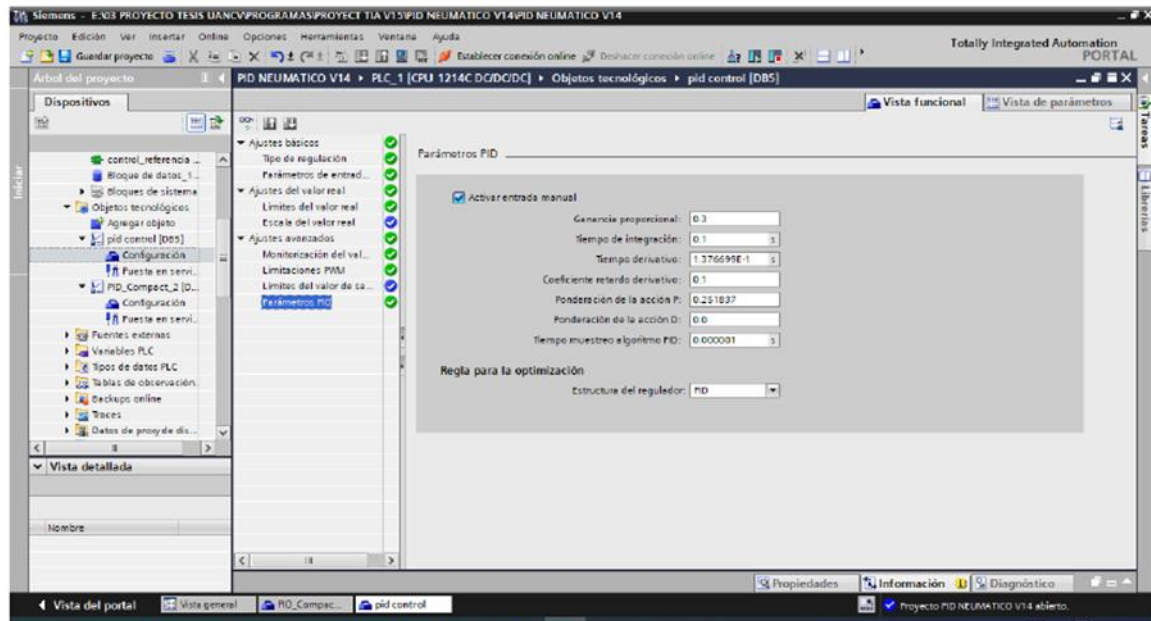 Siemens - E:\03 PROYECTO TESIS UANCV\PROGRAMAS\PROYECT TIA V15\PID NEUMATICO V14\PID NEUMATICO V14
Proyecto Edición Ver Insertar Online Opciones Herramientas Ventana Ayuda
Totally Integrated Automation
PORTAL
Guardar proyecto Establecer conexión online Deshacer conexión online
Árbol del proyecto
PID NEUMATICO V14 PLC_1 [CPU 1214C DC/DC/DC] Objetos tecnológicos pid control [DB5]
Dispositivos
Vista funcional Vista de parámetros
control_referencia ...
Bloque de datos_1...
Bloques de sistema
Objetos tecnológicos
Agregar objeto
pid control [DB5]
Configuración
Puesta en servi...
PID_Compact_2 [D...
Configuración
Puesta en servi...
Fuentes externas
Variables PLC
Tipos de datos PLC
Tablas de observación...
Backups online
Traces
Datos de proxy de dis...
Vista detallada
Nombre
Ajustes básicos
Tipo de regulación
Parámetros de entrad...
Ajustes del valor real
Límites del valor real
Escala del valor real
Ajustes avanzados
Monitorización del val...
Limitaciones PWM
Límites del valor de sa...
Parámetros PID
Parámetros PID
Activar entrada manual
Ganancia proporcional: 0.3
Tiempo de integración: 0.1 s
Tiempo derivativo: 1.376699E-1 s
Coeficiente retardo derivativo: 0.1
Ponderación de la acción P: 0.251837
Ponderación de la acción D: 0.0
Tiempo muestreo algoritmo PID: 0.000001 s
Regla para la optimización
Estructura del regulador: PID
Iniciar
Tareas
Librerías
Propiedades Información Diagnóstico
Vista del portal Vista general PID_Compac... pid control
Proyecto PID NEUMATICO V14 abierto.